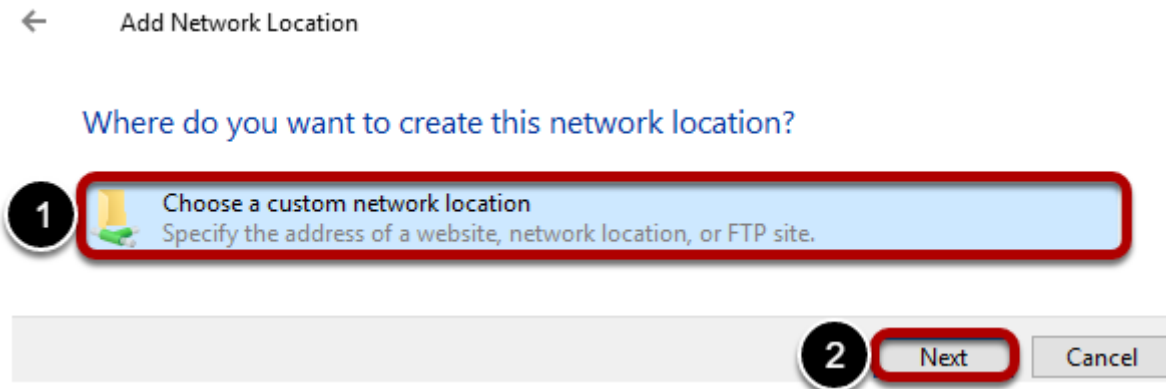 Add Network Location
Where do you want to create this network location?
1
Choose a custom network location
Specify the address of a website, network location, or FTP site.
2
Next
Cancel